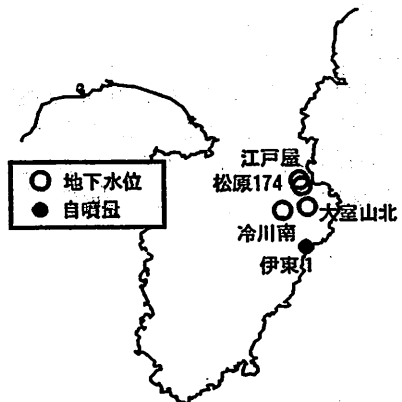 江戸屋
松原174
地下水位
自噴量
大室山北
冷川南
伊東1